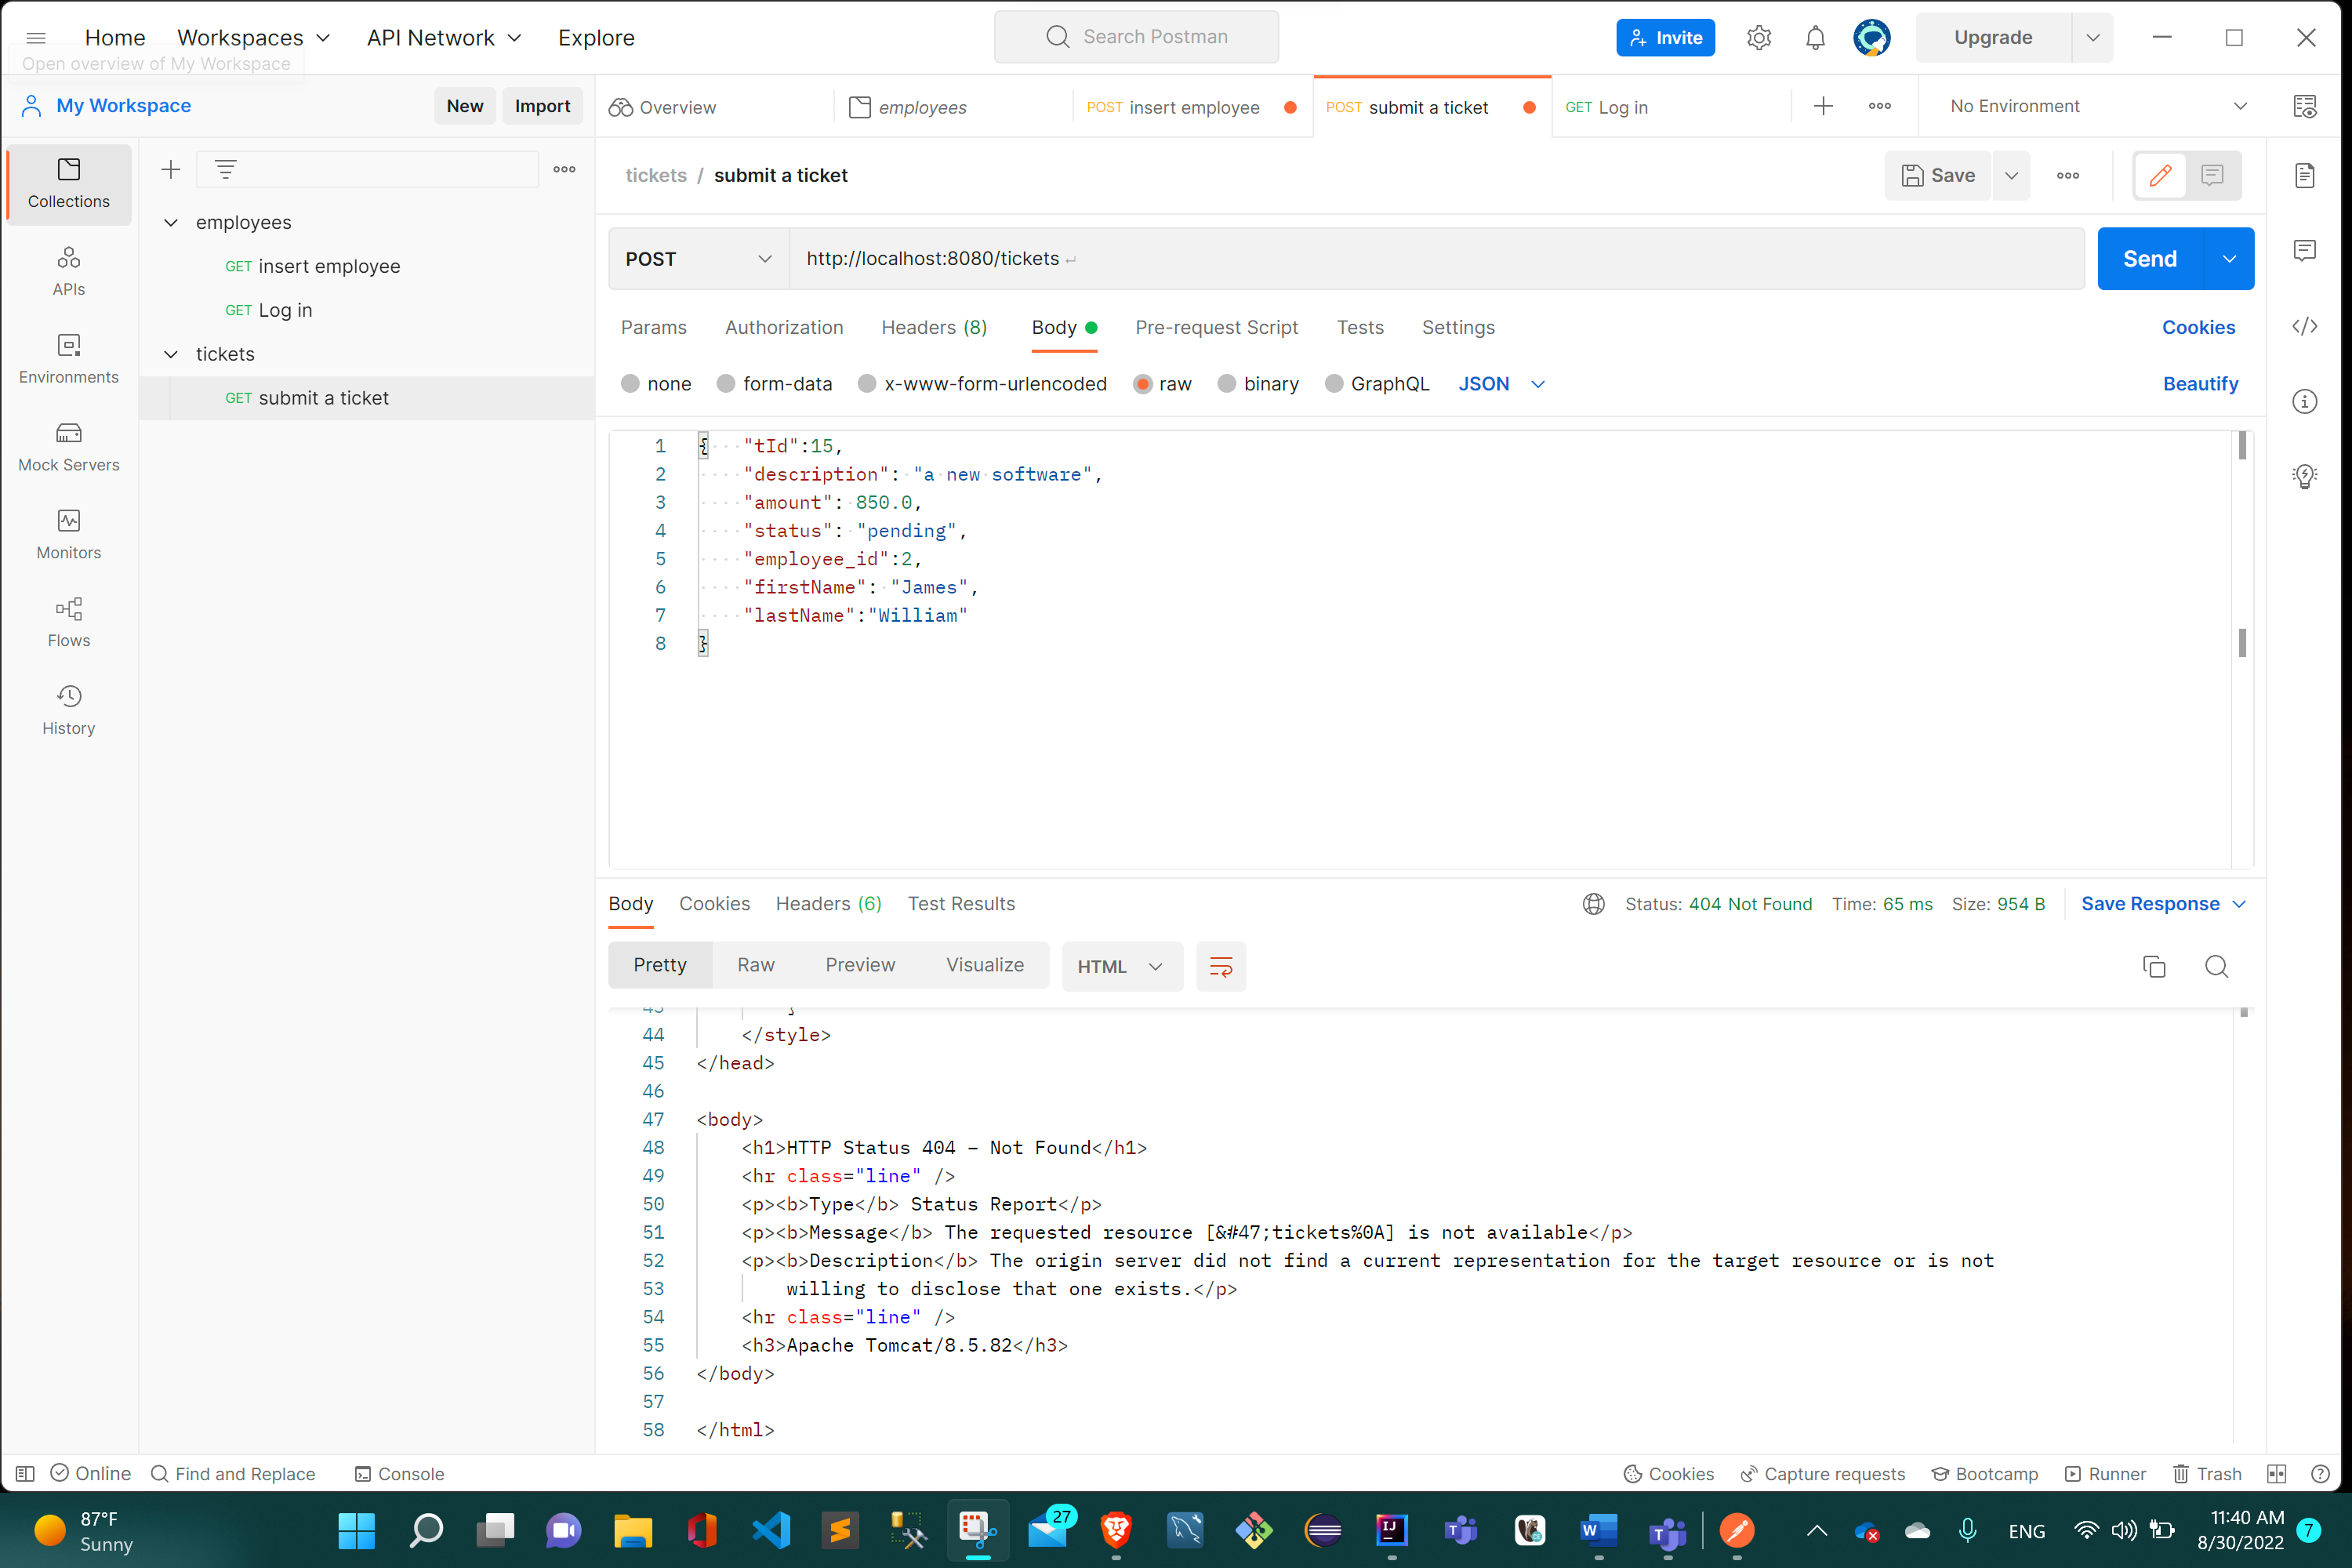 Home Workspaces API Network Explore Search Postman Invite Upgrade
Open overview of My Workspace
My Workspace New Import Overview employees POST insert employee POST submit a ticket GET Log in No Environment
Collections
APIs
Environments
Mock Servers
Monitors
Flows
History
employees
GET insert employee
GET Log in
tickets
GET submit a ticket
tickets / submit a ticket Save
POST http://localhost:8080/tickets Send
Params Authorization Headers (8) Body Pre-request Script Tests Settings Cookies
none form-data x-www-form-urlencoded raw binary GraphQL JSON Beautify
1 { "tId":15,
2 "description": "a new software",
3 "amount": 850.0,
4 "status": "pending",
5 "employee_id":2,
6 "firstName": "James",
7 "lastName":"William"
8 }
Body Cookies Headers (6) Test Results Status: 404 Not Found Time: 65 ms Size: 954 B Save Response
Pretty Raw Preview Visualize HTML
43 }
44 </style>
45 </head>
46
47 <body>
48 <h1>HTTP Status 404 – Not Found</h1>
49 <hr class="line" />
50 <p><b>Type</b> Status Report</p>
51 <p><b>Message</b> The requested resource [&#47;tickets%0A] is not available</p>
52 <p><b>Description</b> The origin server did not find a current representation for the target resource or is not
53 willing to disclose that one exists.</p>
54 <hr class="line" />
55 <h3>Apache Tomcat/8.5.82</h3>
56 </body>
57
58 </html>
Online Find and Replace Console Cookies Capture requests Bootcamp Runner Trash
87°F
Sunny
27
IJ
W
T
ENG
11:40 AM
8/30/2022
7